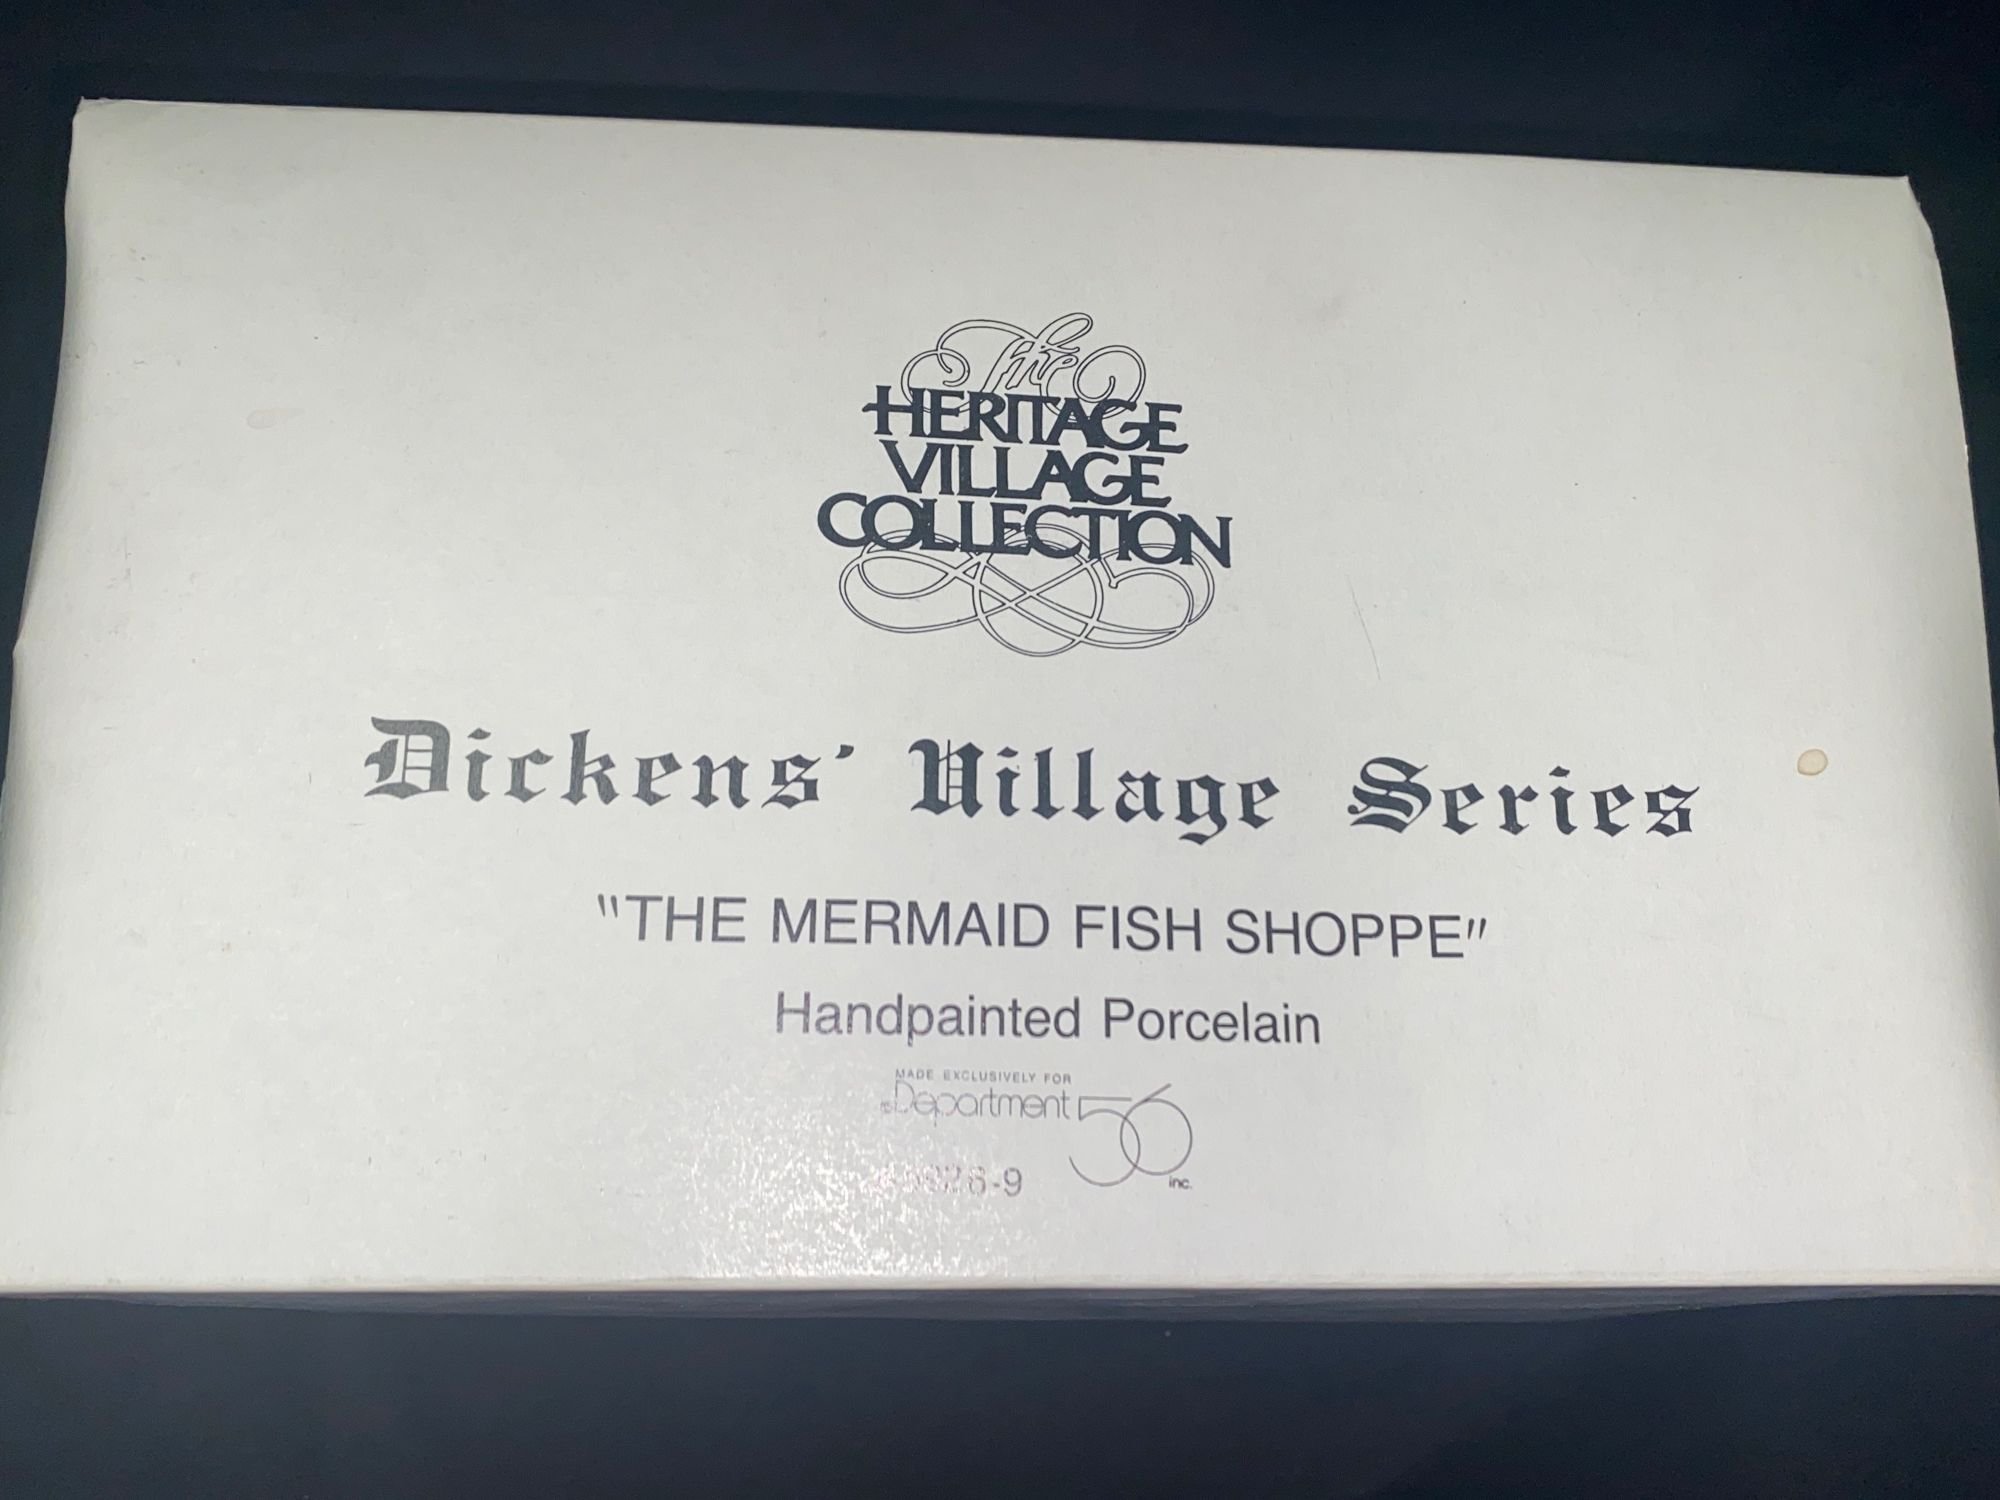 The
HERITAGE
VILLAGE
COLLECTION
Dickens' Village Series
"THE MERMAID FISH SHOPPE"
Handpainted Porcelain
MADE EXCLUSIVELY FOR
Department 56
inc.